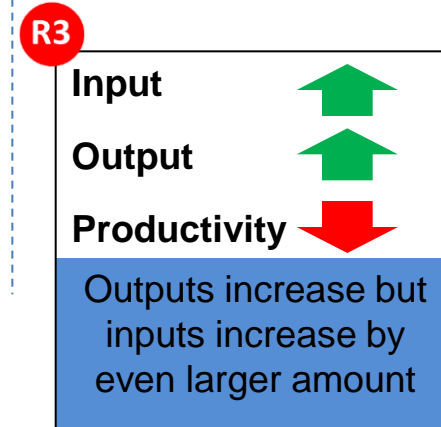 R3
Input
Output
Productivity
Outputs increase but
inputs increase by
even larger amount